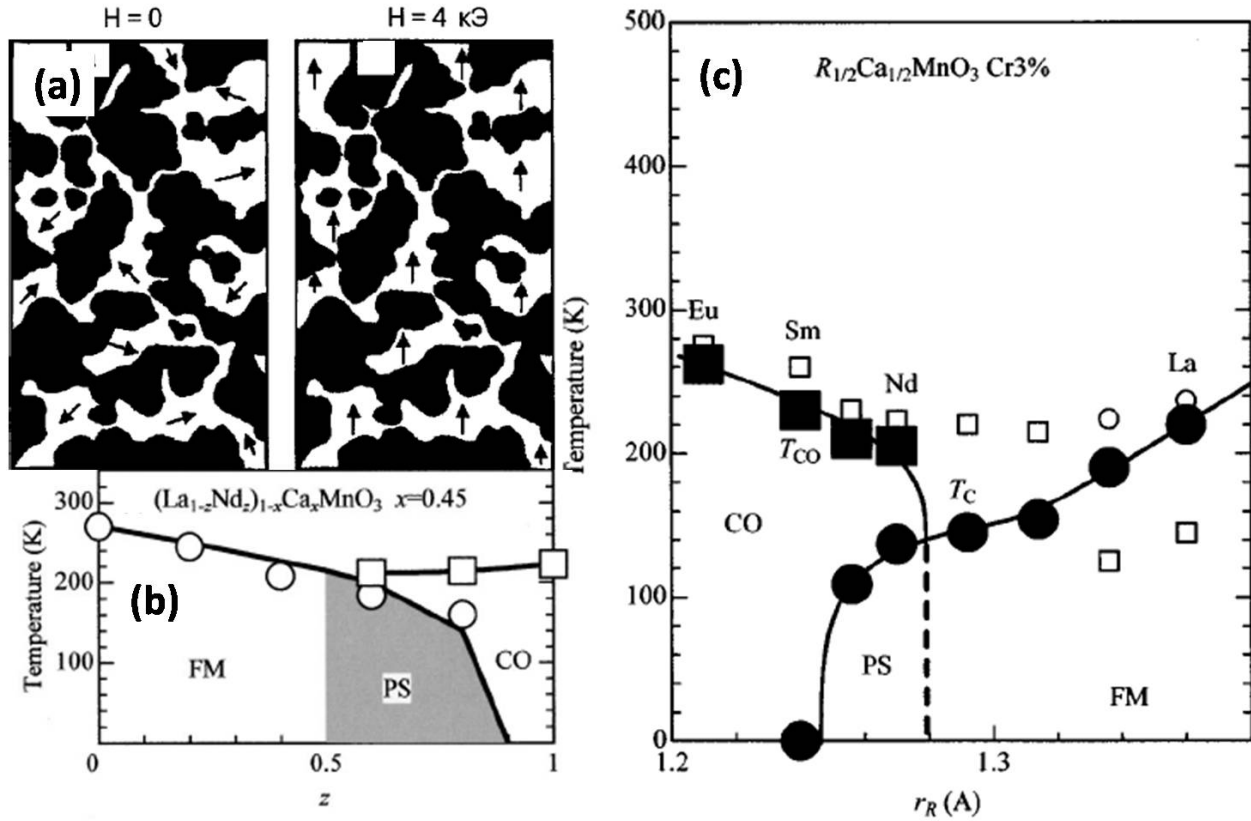 H = 0
H = 4 кЭ
(a)
(c)
R1/2Ca1/2MnO3 Cr3%
500
400
300
200
100
0
Temperature (K)
Eu
Sm
Nd
La
TCO
TC
CO
PS
FM
1.2
1.3
rR (A)
(La1-zNdz)1-xCaxMnO3 x=0.45
300
200
100
Temperature (K)
(b)
FM
PS
CO
0
0.5
1
z